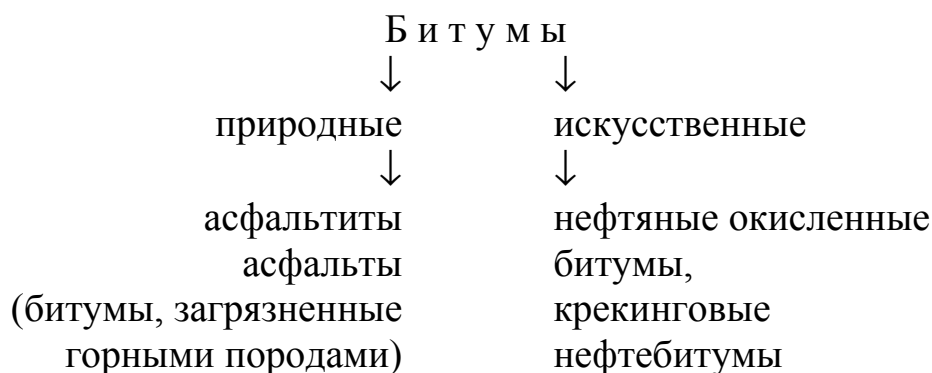 Б и т у м ы
↓ ↓
природные искусственные
↓ ↓
асфальтиты нефтяные окисленные
асфальты битумы,
(битумы, загрязненные крекинговые
горными породами) нефтебитумы